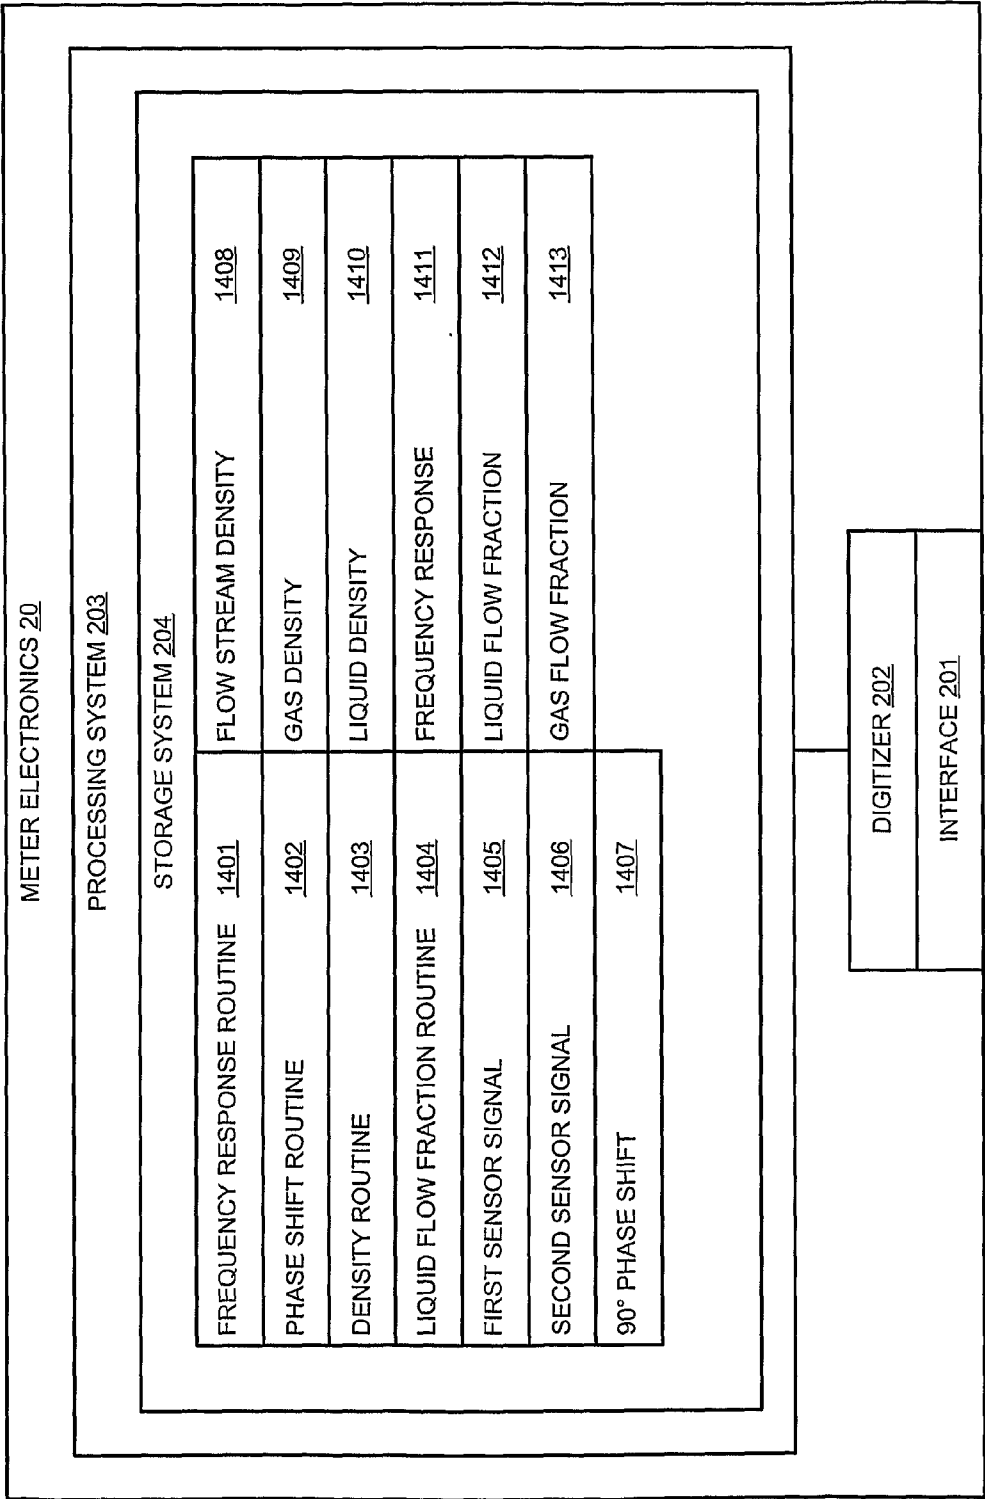 METER ELECTRONICS 20
PROCESSING SYSTEM 203
STORAGE SYSTEM 204
FREQUENCY RESPONSE ROUTINE 1401
PHASE SHIFT ROUTINE 1402
DENSITY ROUTINE 1403
LIQUID FLOW FRACTION ROUTINE 1404
FIRST SENSOR SIGNAL 1405
SECOND SENSOR SIGNAL 1406
90° PHASE SHIFT 1407
FLOW STREAM DENSITY 1408
GAS DENSITY 1409
LIQUID DENSITY 1410
FREQUENCY RESPONSE 1411
LIQUID FLOW FRACTION 1412
GAS FLOW FRACTION 1413
DIGITIZER 202
INTERFACE 201